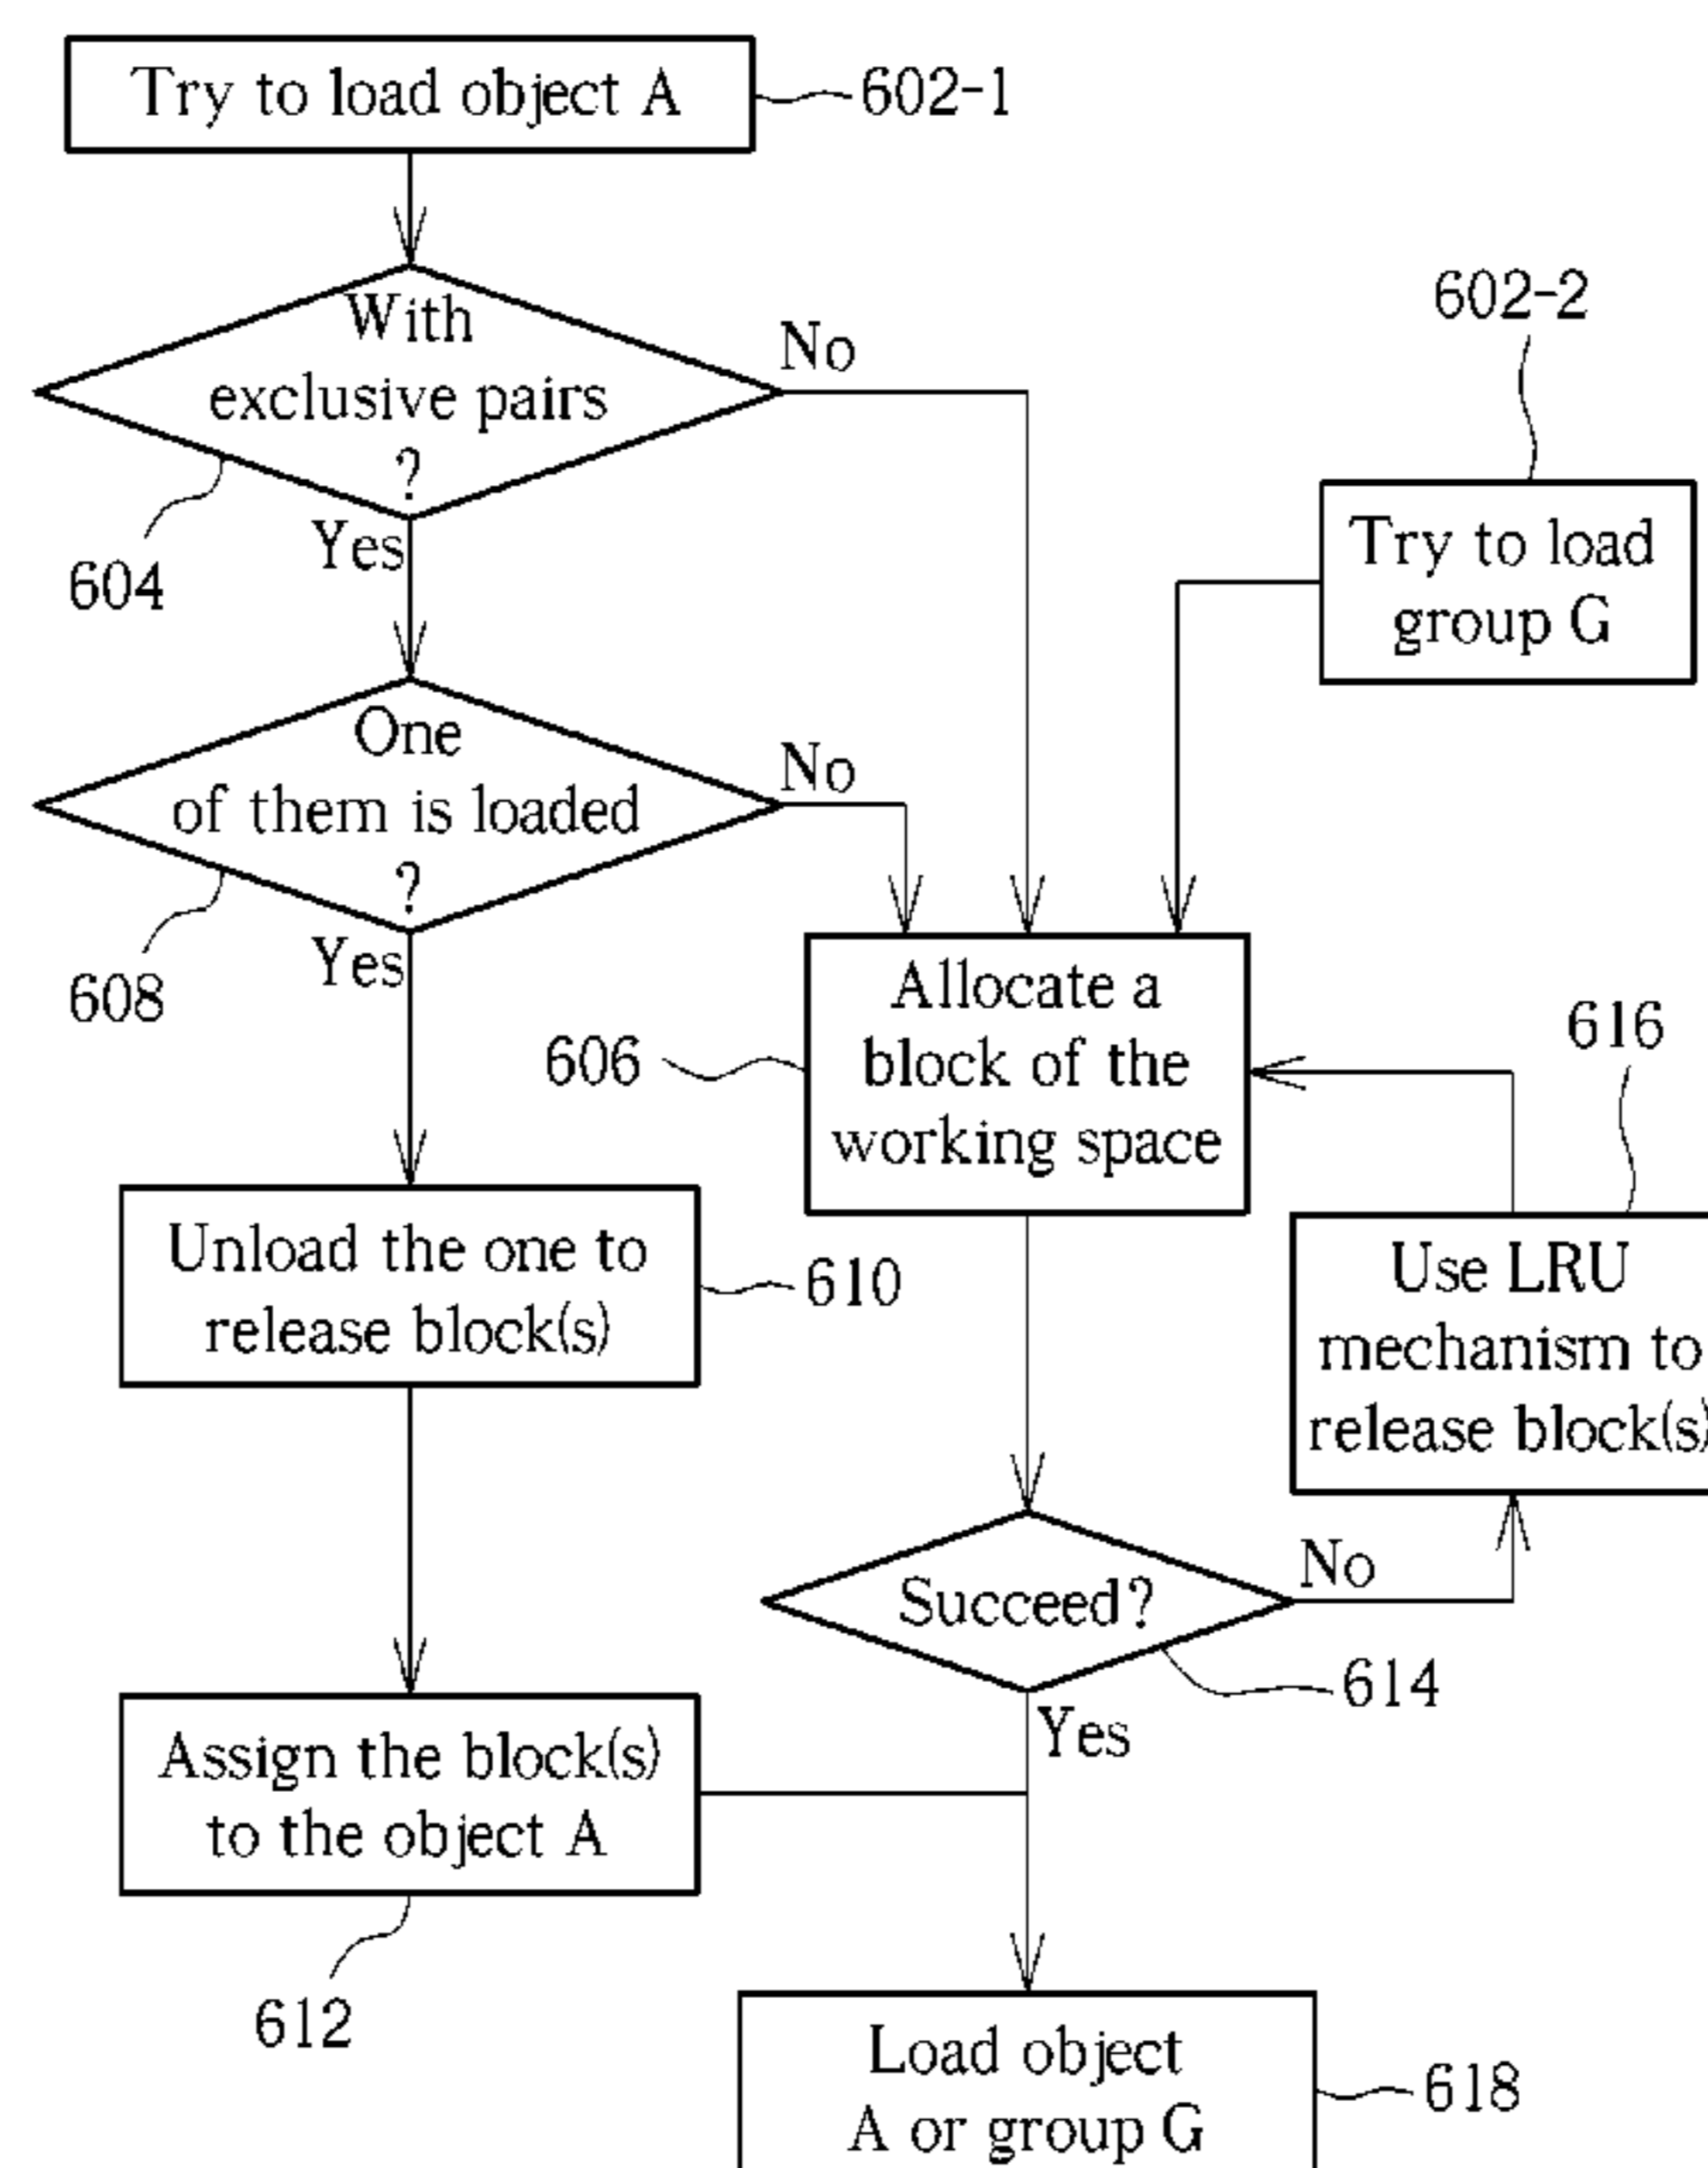 Try to load object A
602-1
With
exclusive pairs
?
No
604
Yes
602-2
Try to load
group G
One
of them is loaded
?
No
608
Yes
Allocate a
block of the
working space
606
616
Unload the one to
release block(s)
610
Use LRU
mechanism to
release block(s)
Succeed?
No
614
Yes
Assign the block(s)
to the object A
612
Load object
A or group G
618